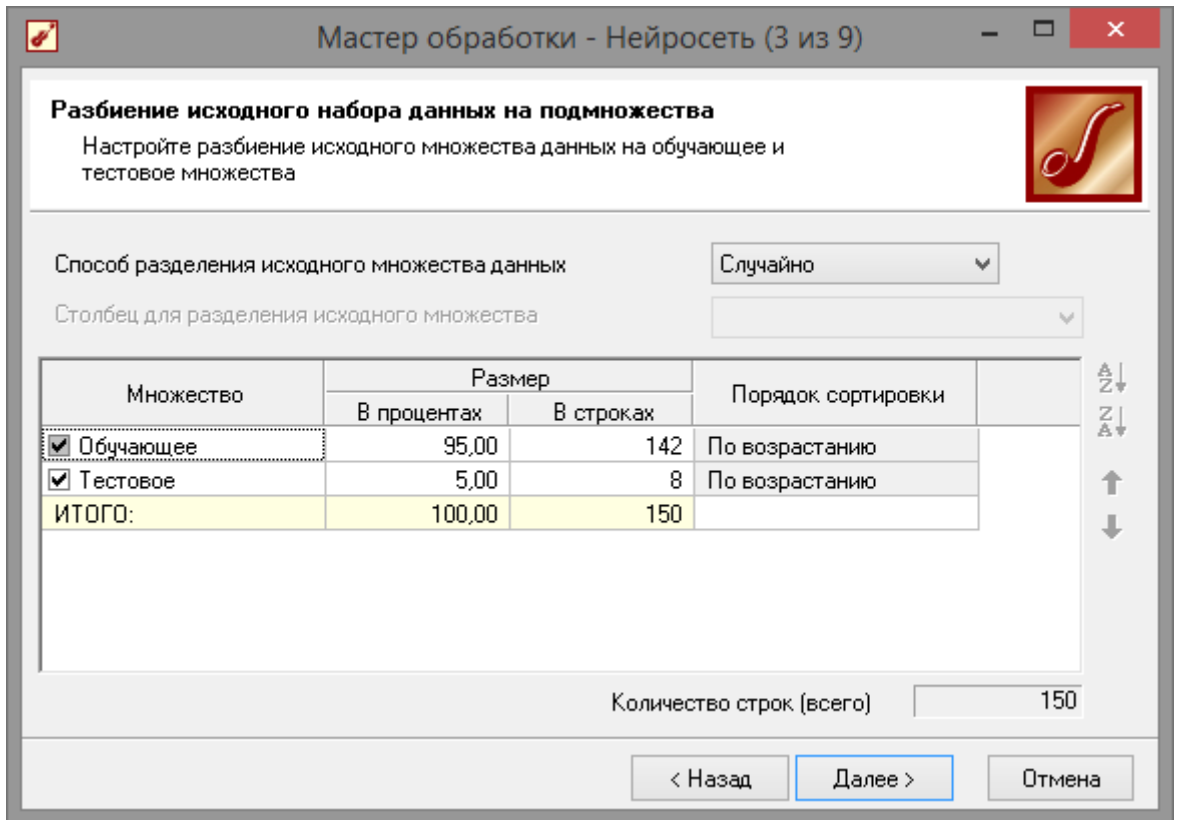 Мастер обработки - Нейросеть (3 из 9)
Разбиение исходного набора данных на подмножества
Настройте разбиение исходного множества данных на обучающее и
тестовое множества
Способ разделения исходного множества данных
Случайно
Столбец для разделения исходного множества
Множество
Размер
Порядок сортировки
В процентах
В строках
Обучающее 95,00 142 По возрастанию
Тестовое 5,00 8 По возрастанию
ИТОГО: 100,00 150
Количество строк (всего) 150
< Назад
Далее >
Отмена